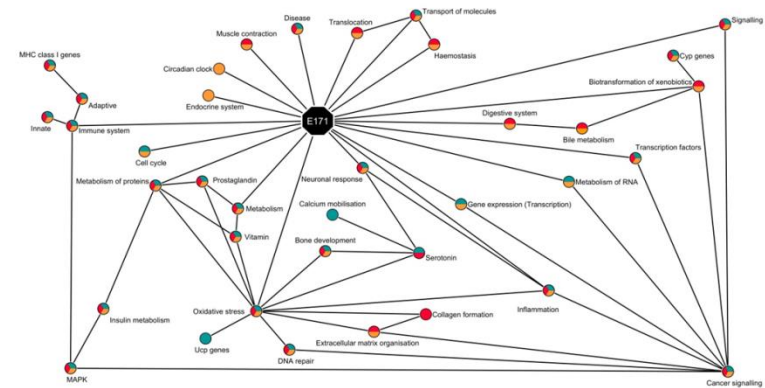 Disease
Translocation
Transport of molecules
Signalling
Muscle contraction
Haemostasis
MHC class I genes
Circadian clock
Cyp genes
Biotransformation of xenobiotics
Adaptive
Endocrine system
Innate
Immune system
E171
Digestive system
Bile metabolism
Cell cycle
Transcription factors
Metabolism of proteins
Prostaglandin
Neuronal response
Metabolism of RNA
Calcium mobilisation
Metabolism
Gene expression (Transcription)
Vitamin
Bone development
Serotonin
Insulin metabolism
Oxidative stress
Collagen formation
Inflammation
Ucp genes
Extracellular matrix organisation
DNA repair
MAPK
Cancer signalling